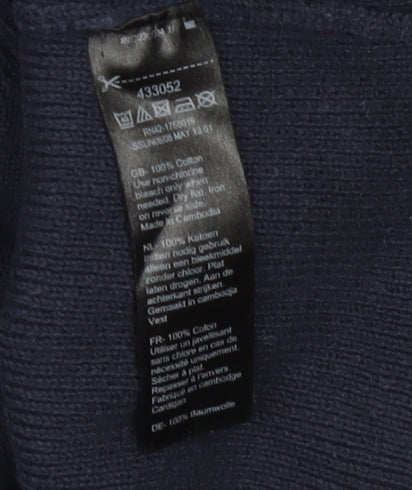 433052
GB- 100% Cotton
Use non-chlorine
bleach only when
needed. Dry flat. Iron
on reverse side.
Made in Cambodia
NL- 100% Katoen
Indien nodig gebruik
alleen een bleekmiddel
zonder chloor. Plat
laten drogen. Aan de
achterkant strijken.
Gemaakt in cambodja
Vest
FR- 100% Coton
Utiliser un javellisant
sans chlore en cas de
nécessité uniquement.
Sécher à plat.
Repasser à l'envers.
Fabriqué en cambodge
Cardigan
DE- 100% Baumwolle